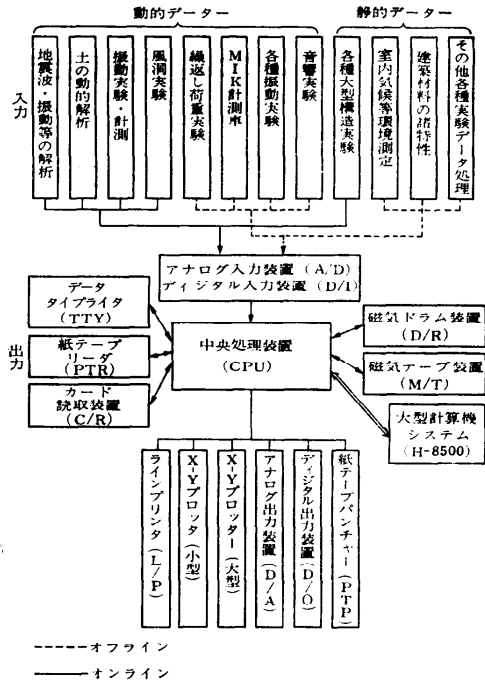 動的データー
静的データー
入力
地震波・振動等の解析
土の動的解析
振動実験・計測
風洞実験
繰返し荷重実験
MIK計測車
各種振動実験
音響実験
各種大型構造実験
室内気候等環境測定
建築材料の諸特性
その他各種実験データ処理
アナログ入力装置 (A/D)
ディジタル入力装置 (D/I)
データ
タイプライタ
(TTY)
紙テープ
リーダ
(PTR)
カード
読取装置
(C/R)
出力
中央処理装置
(CPU)
磁気ドラム装置
(D/R)
磁気テープ装置
(M/T)
大型計算機
システム
(H-8500)
ラインプリンタ (L/P)
X-Yプロッタ (小型)
X-Yプロッター (大型)
アナログ出力装置 (D/A)
ディジタル出力装置 (D/O)
紙テープパンチャー (PTP)
オフライン
オンライン